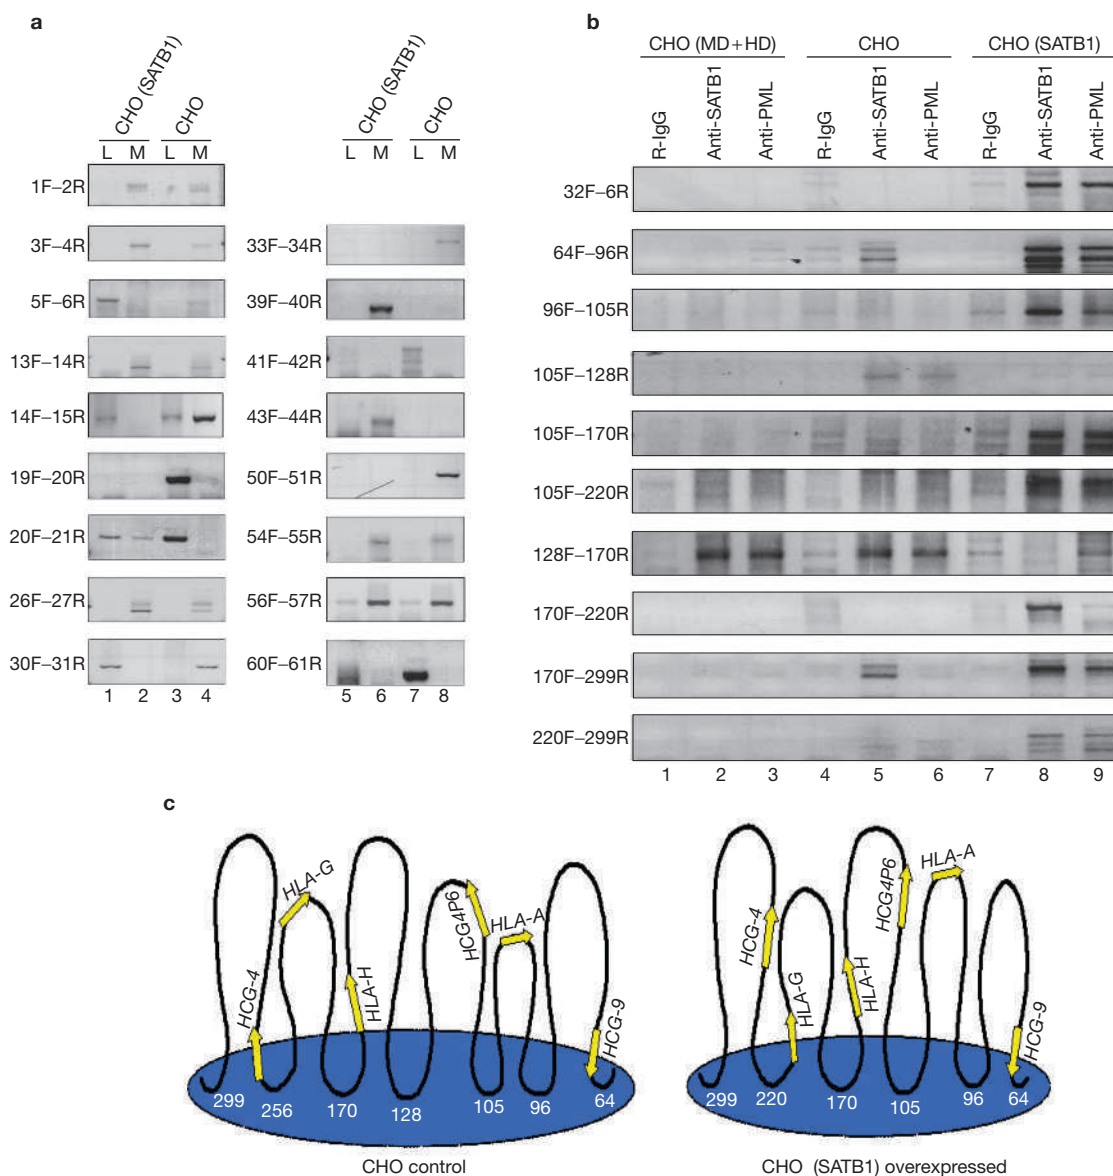 a
CHO (SATB1)
CHO
L M L M
1F–2R
3F–4R
5F–6R
13F–14R
14F–15R
19F–20R
20F–21R
26F–27R
30F–31R
1 2 3 4
CHO (SATB1)
CHO
L M L M
33F–34R
39F–40R
41F–42R
43F–44R
50F–51R
54F–55R
56F–57R
60F–61R
5 6 7 8
b
CHO (MD+HD) CHO CHO (SATB1)
R-IgG Anti-SATB1 Anti-PML R-IgG Anti-SATB1 Anti-PML R-IgG Anti-SATB1 Anti-PML
32F–6R
64F–96R
96F–105R
105F–128R
105F–170R
105F–220R
128F–170R
170F–220R
170F–299R
220F–299R
1 2 3 4 5 6 7 8 9
c
HCG-4 HLA-G HLA-H HCG4P6 HLA-A HCG-9
299 256 170 128 105 96 64
CHO control
HCG-4 HLA-G HLA-H HCG4P6 HLA-A HCG-9
299 220 170 105 96 64
CHO (SATB1) overexpressed